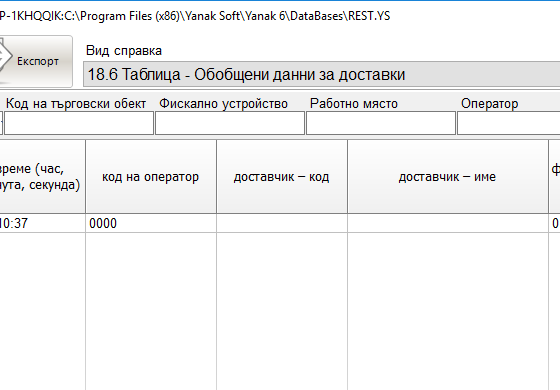 P-1KHQQIK:C:\Program Files (x86)\Yanak Soft\Yanak 6\DataBases\REST.YS
Експорт
Вид справка
18.6 Таблица - Обобщени данни за доставки
Код на търговски обект Фискално устройство Работно място Оператор
време (час, нута, секунда) код на оператор доставчик – код доставчик – име ф
10:37 0000 0